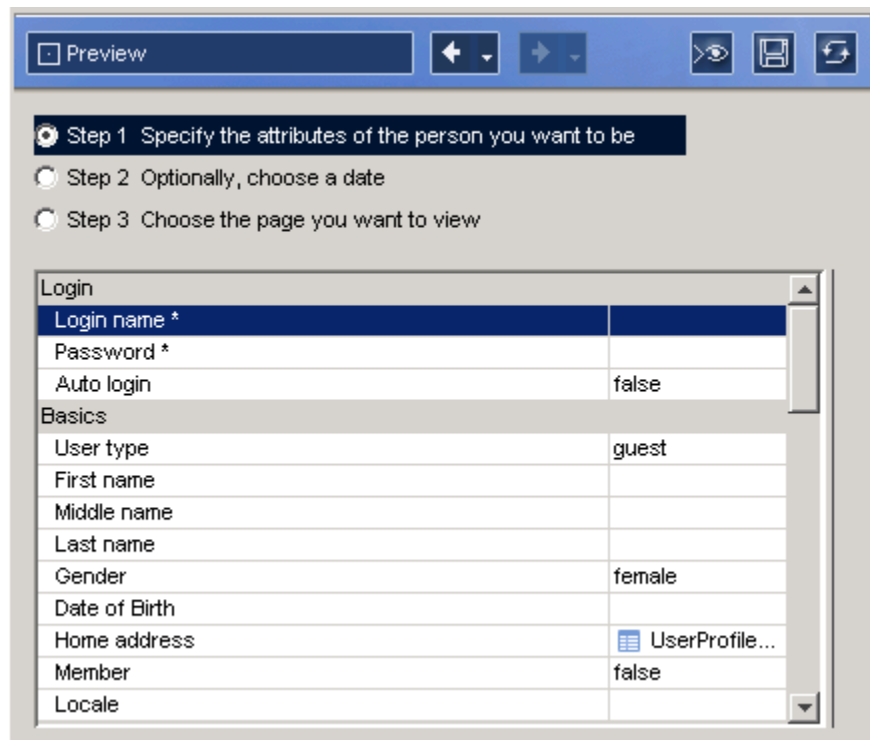 Preview
Step 1 Specify the attributes of the person you want to be
Step 2 Optionally, choose a date
Step 3 Choose the page you want to view
Login
Login name *
Password *
Auto login false
Basics
User type guest
First name
Middle name
Last name
Gender female
Date of Birth
Home address UserProfile...
Member false
Locale